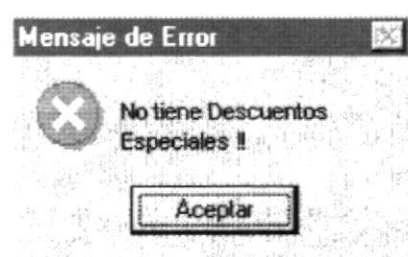 Mensaje de Error
No tiene Descuentos
Especiales !!
Aceptar